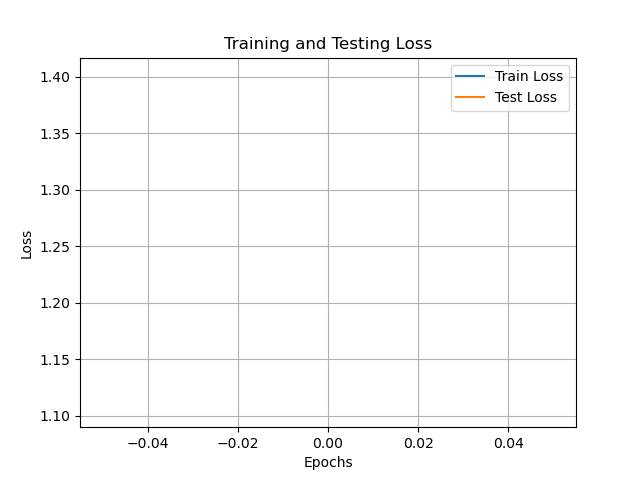 Training and Testing Loss
Train Loss
Test Loss
1.40
1.35
1.30
1.25
1.20
1.15
1.10
Loss
−0.04
−0.02
0.00
0.02
0.04
Epochs